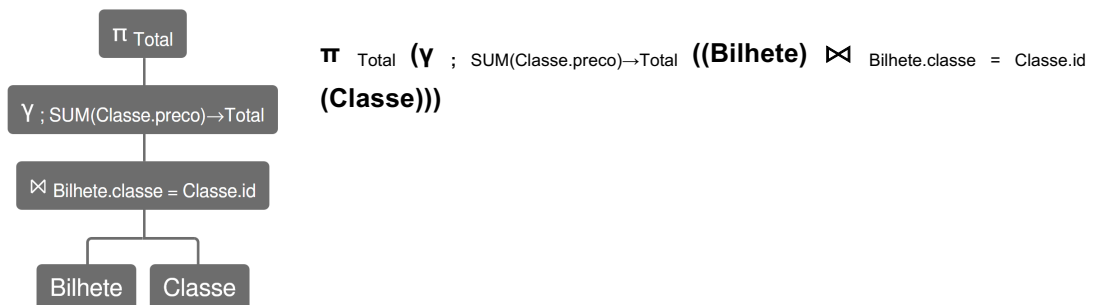 π Total
γ ; SUM(Classe.preco)→Total
⋈ Bilhete.classe = Classe.id
Bilhete Classe
π Total (γ ; SUM(Classe.preco)→Total ((Bilhete) ⋈ Bilhete.classe = Classe.id
(Classe)))